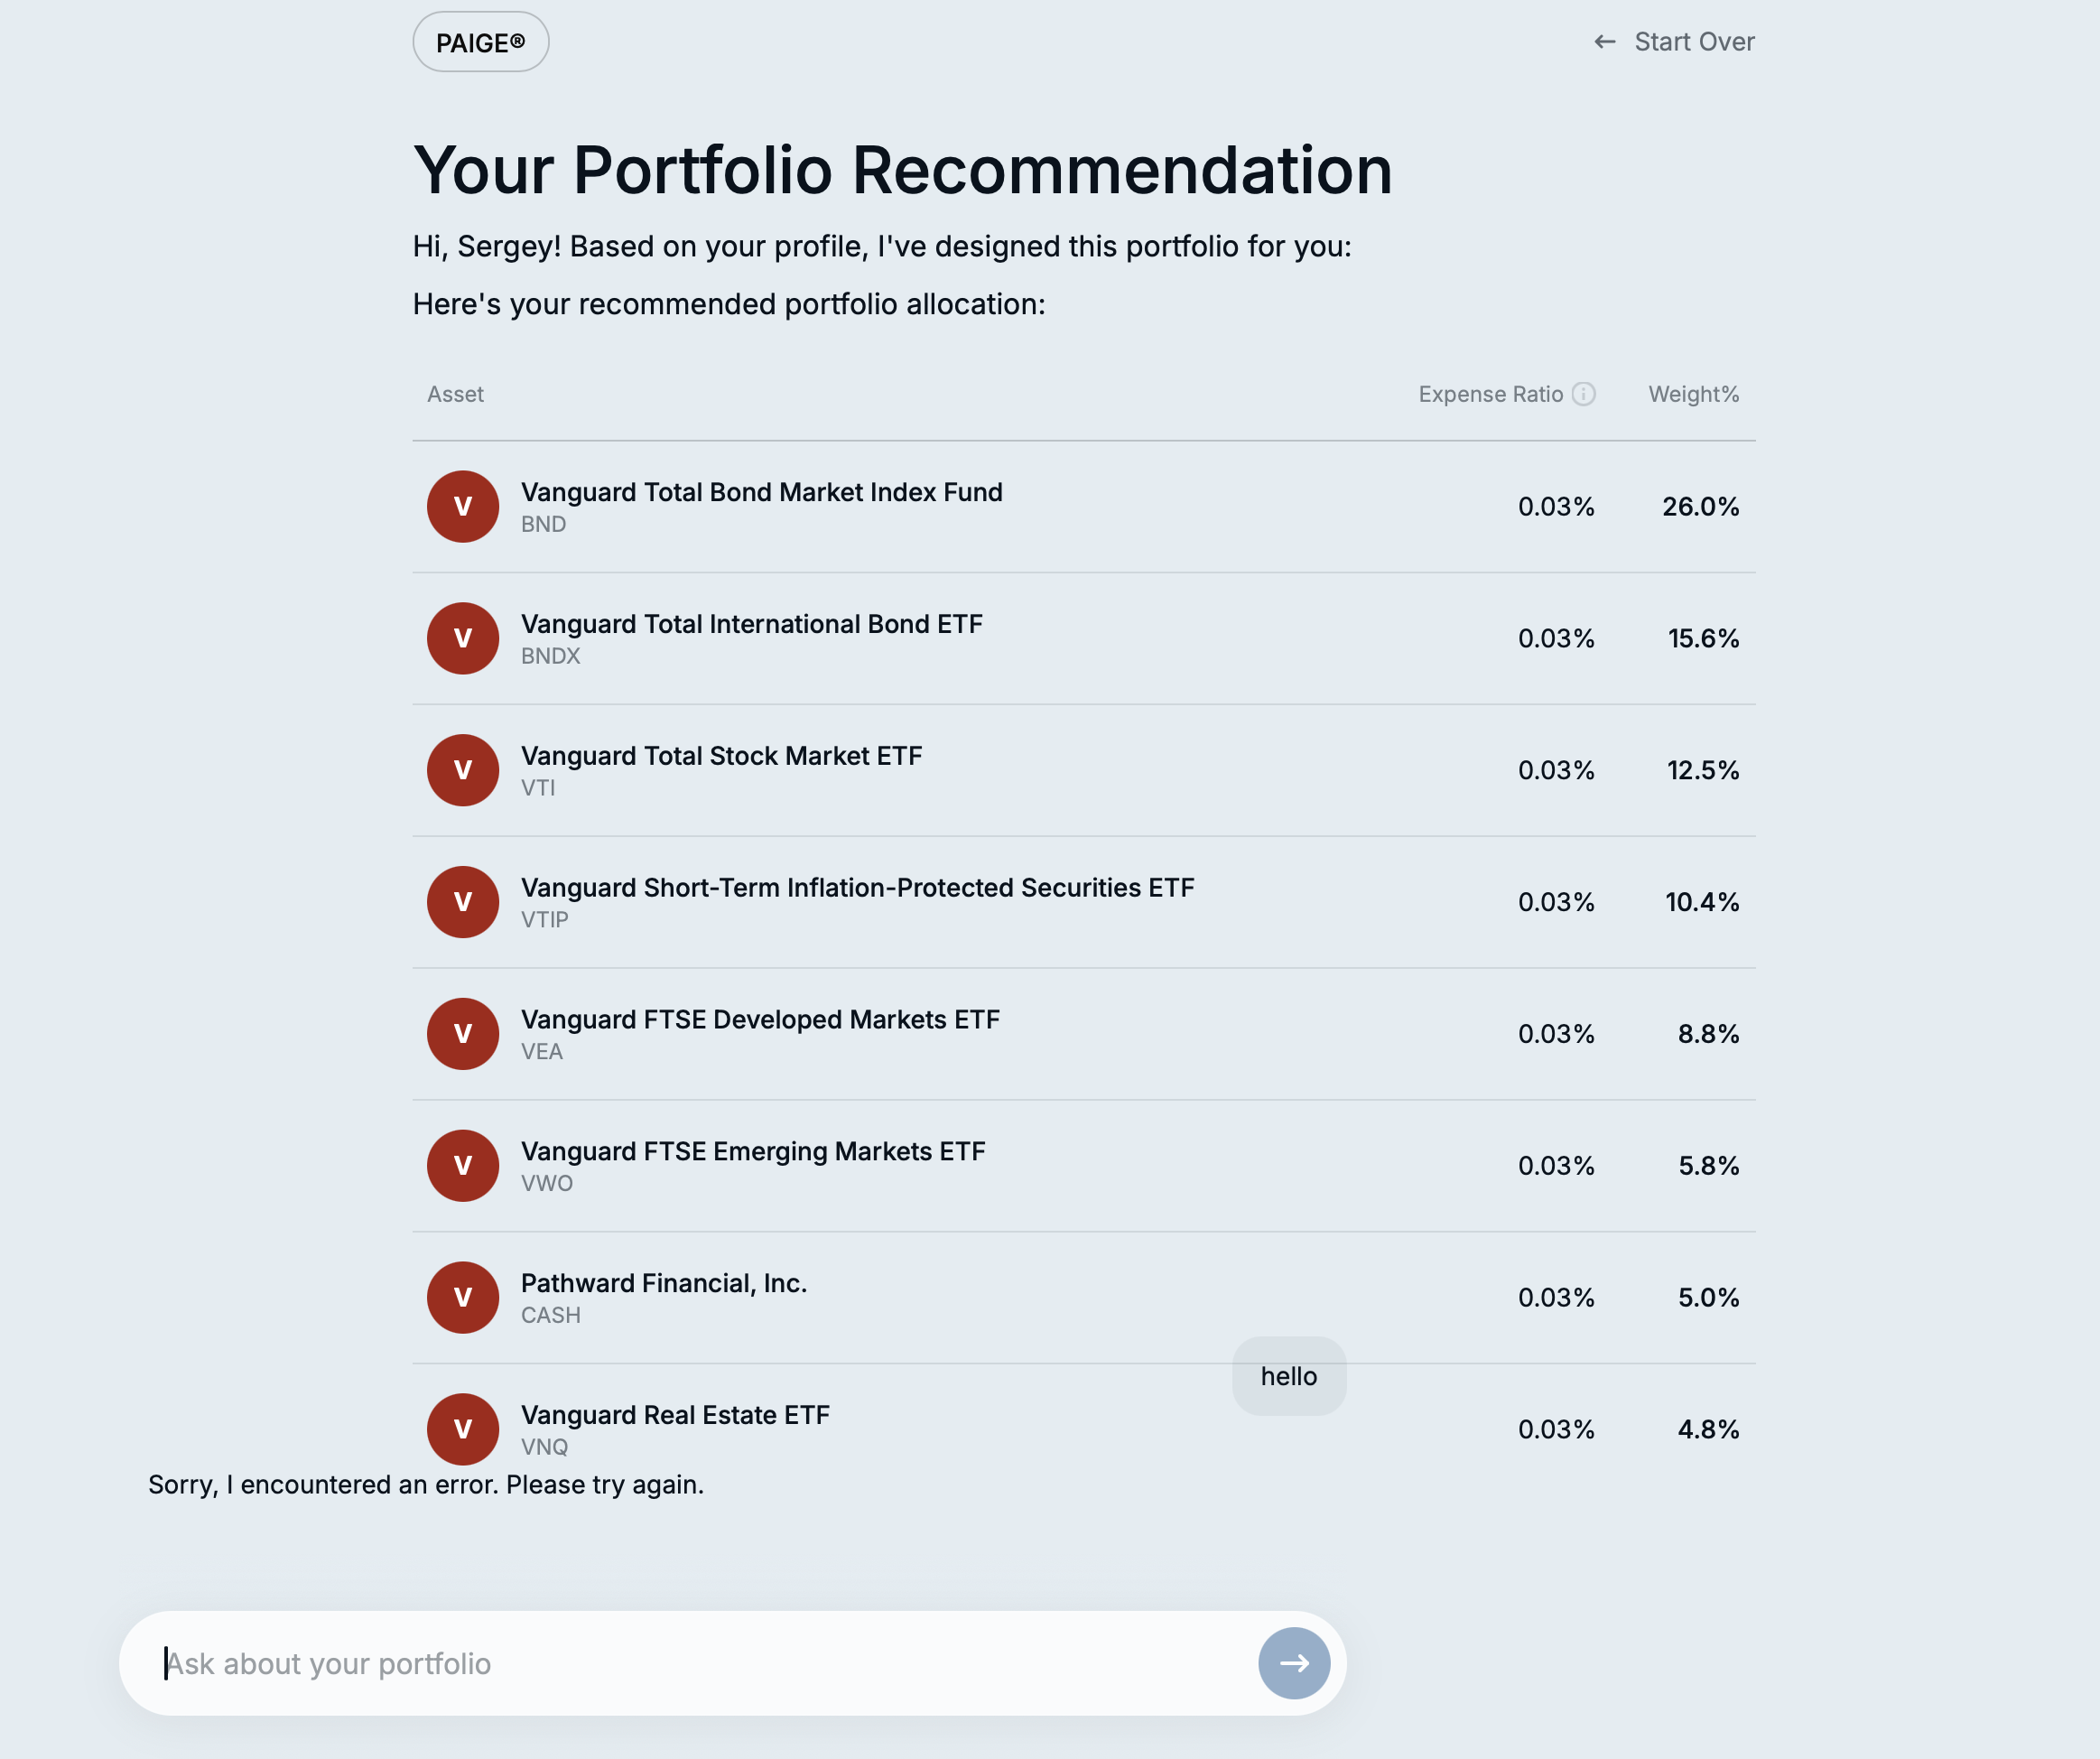 PAIGE®
← Start Over
Your Portfolio Recommendation
Hi, Sergey! Based on your profile, I've designed this portfolio for you:
Here's your recommended portfolio allocation:
Asset Expense Ratio Weight%
V Vanguard Total Bond Market Index Fund 0.03% 26.0%
BND
V Vanguard Total International Bond ETF 0.03% 15.6%
BNDX
V Vanguard Total Stock Market ETF 0.03% 12.5%
VTI
V Vanguard Short-Term Inflation-Protected Securities ETF 0.03% 10.4%
VTIP
V Vanguard FTSE Developed Markets ETF 0.03% 8.8%
VEA
V Vanguard FTSE Emerging Markets ETF 0.03% 5.8%
VWO
V Pathward Financial, Inc. 0.03% 5.0%
CASH
hello
V Vanguard Real Estate ETF 0.03% 4.8%
VNQ
Sorry, I encountered an error. Please try again.
Ask about your portfolio